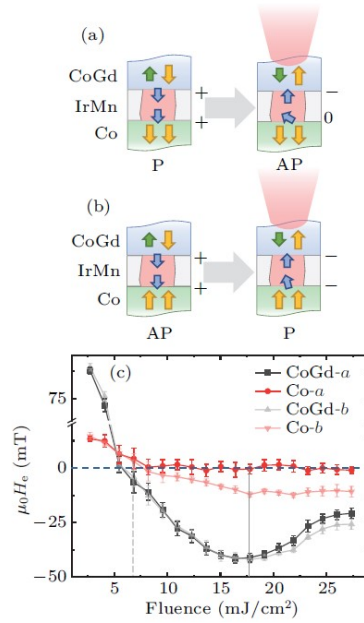 (a)
CoGd
IrMn
Co
+
+
−
0
P
AP
(b)
CoGd
IrMn
Co
+
+
−
−
AP
P
(c)
CoGd-a
Co-a
CoGd-b
Co-b
μ0He (mT)
75
0
−25
−50
5
10
15
20
25
Fluence (mJ/cm²)